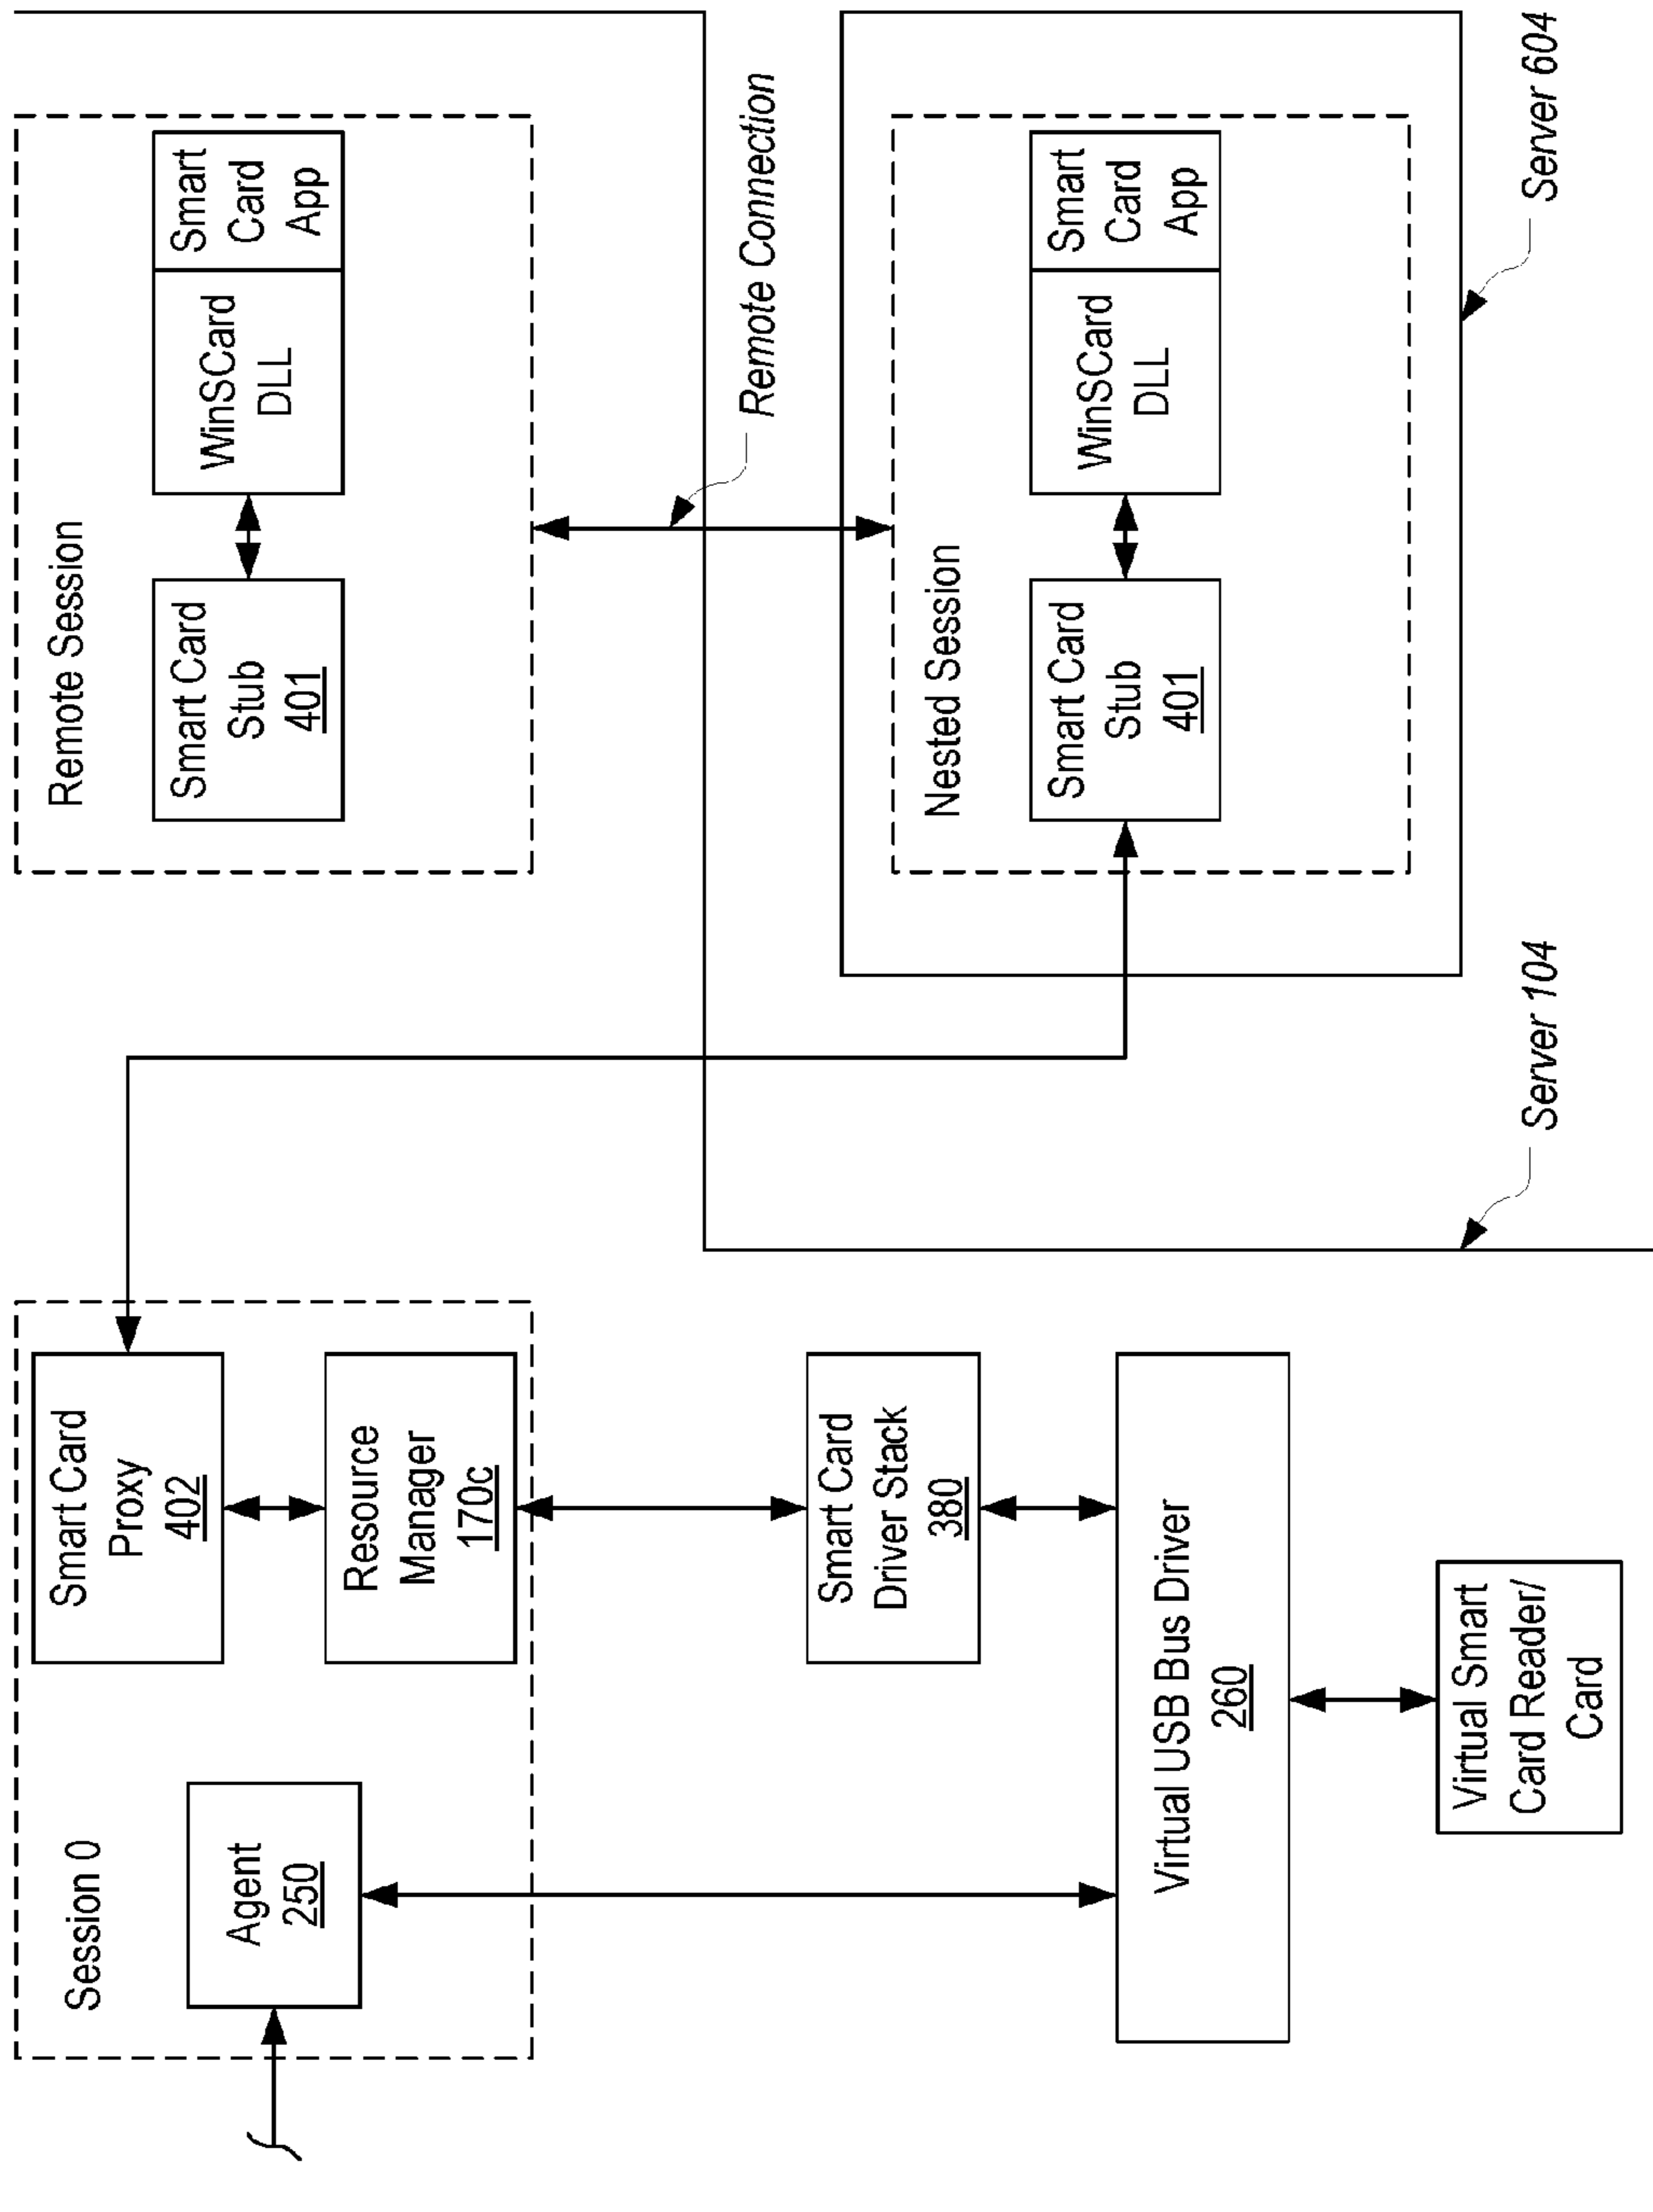 Session 0
Agent
250
Smart Card
Proxy
402
Resource
Manager
170c
Smart Card
Driver Stack
380
Virtual USB Bus Driver
260
Virtual Smart
Card Reader/
Card
Remote Session
Smart Card
Stub
401
WinSCard
DLL
Smart
Card
App
Remote Connection
Nested Session
Smart Card
Stub
401
WinSCard
DLL
Smart
Card
App
Server 104
Server 604